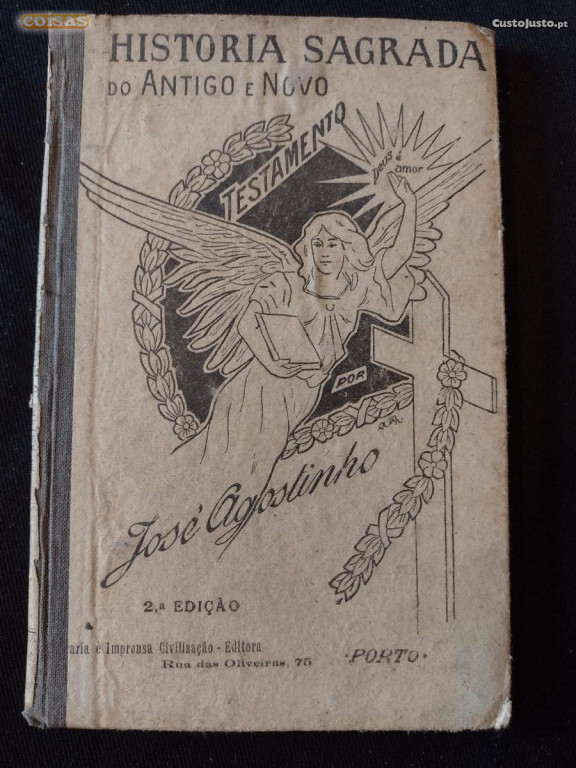 coisas
CustoJusto.pt
HISTORIA SAGRADA
DO ANTIGO E NOVO
TESTAMENTO
Deus é
amor
POR
José Agostinho
2.ª EDIÇÃO
raria e Imprensa Civilização - Editora
Rua das Oliveiras, 75
·PORTO·